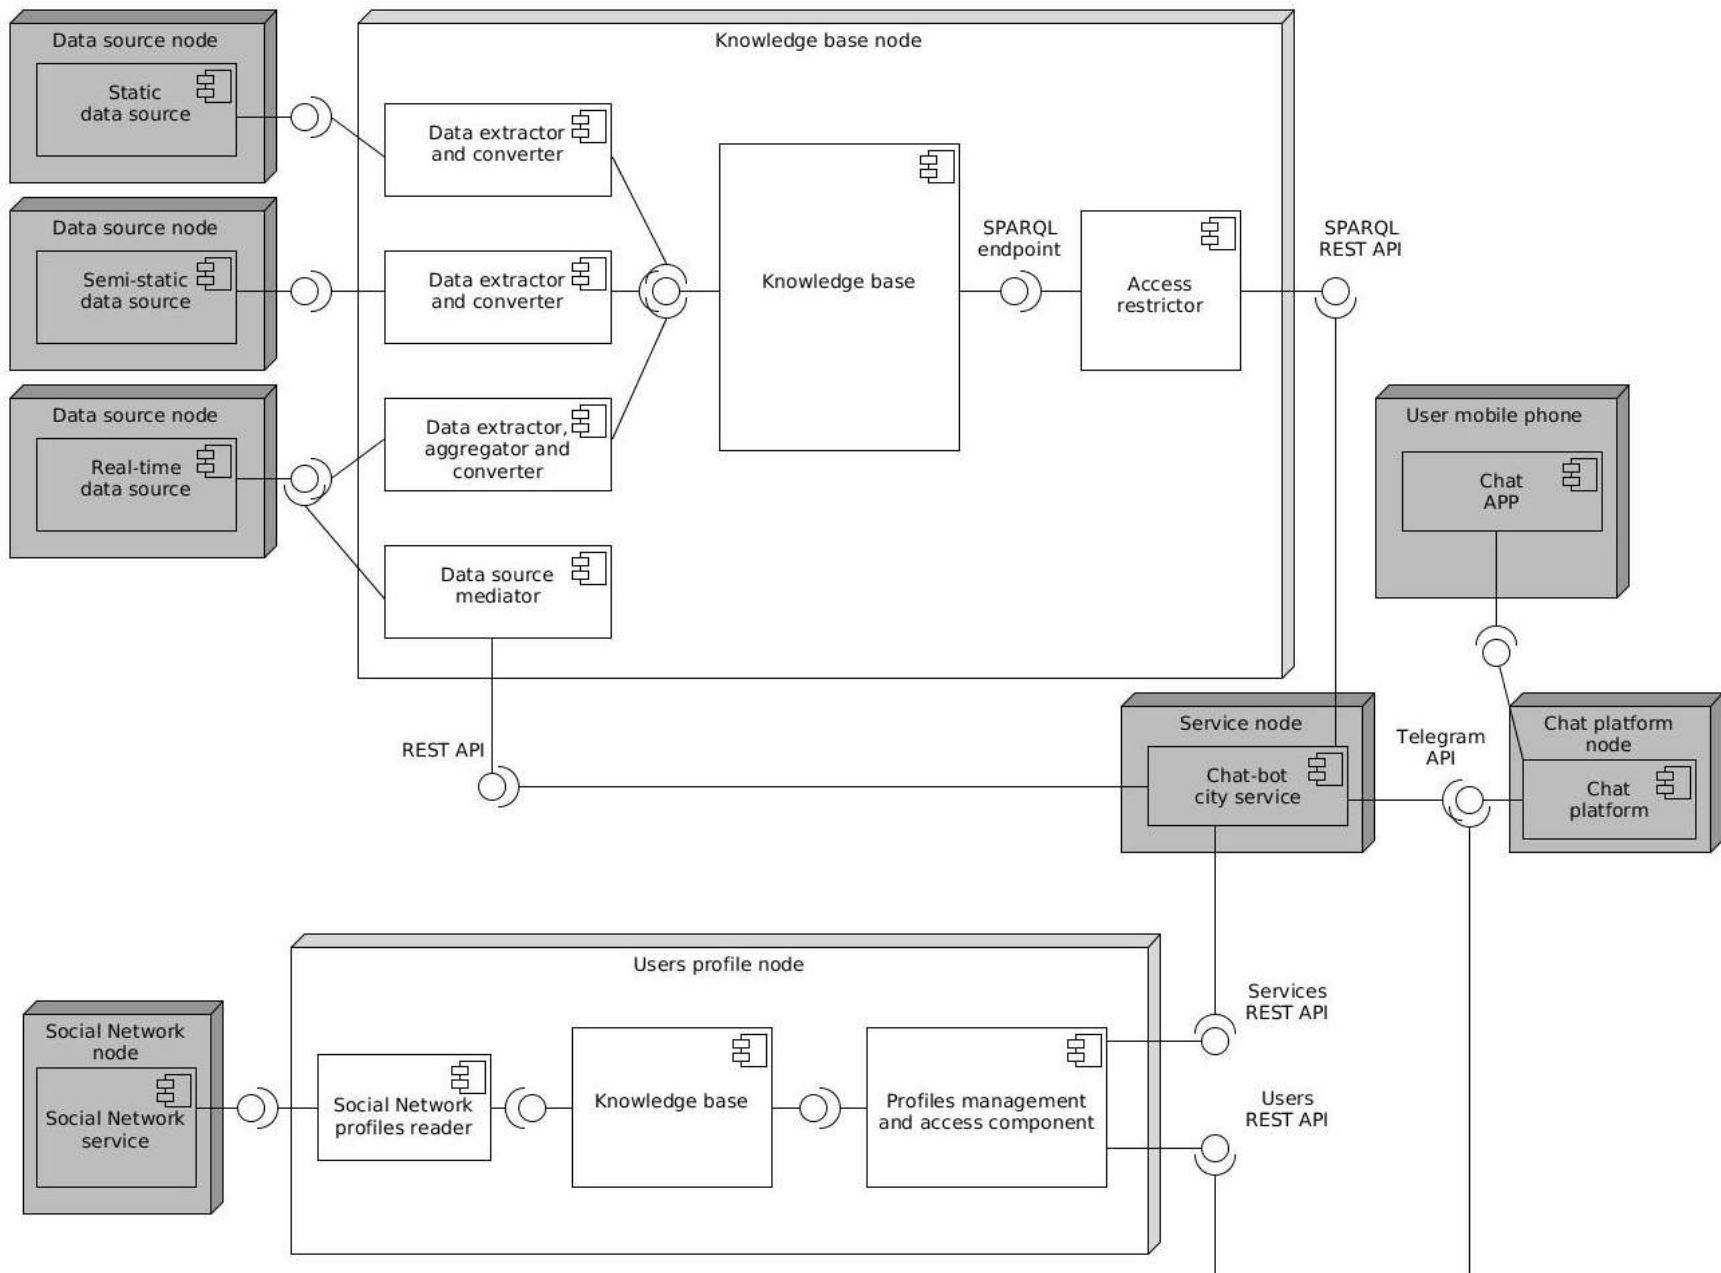 Data source node
Static
data source
Knowledge base node
Data extractor
and converter
Data source node
Semi-static
data source
Data extractor
and converter
Knowledge base
SPARQL
endpoint
Access
restrictor
SPARQL
REST API
Data source node
Real-time
data source
Data extractor,
aggregator and
converter
User mobile phone
Chat
APP
Data source
mediator
REST API
Service node
Chat-bot
city service
Telegram
API
Chat platform
node
Chat
platform
Users profile node
Social Network
node
Social Network
service
Social Network
profiles reader
Knowledge base
Profiles management
and access component
Services
REST API
Users
REST API